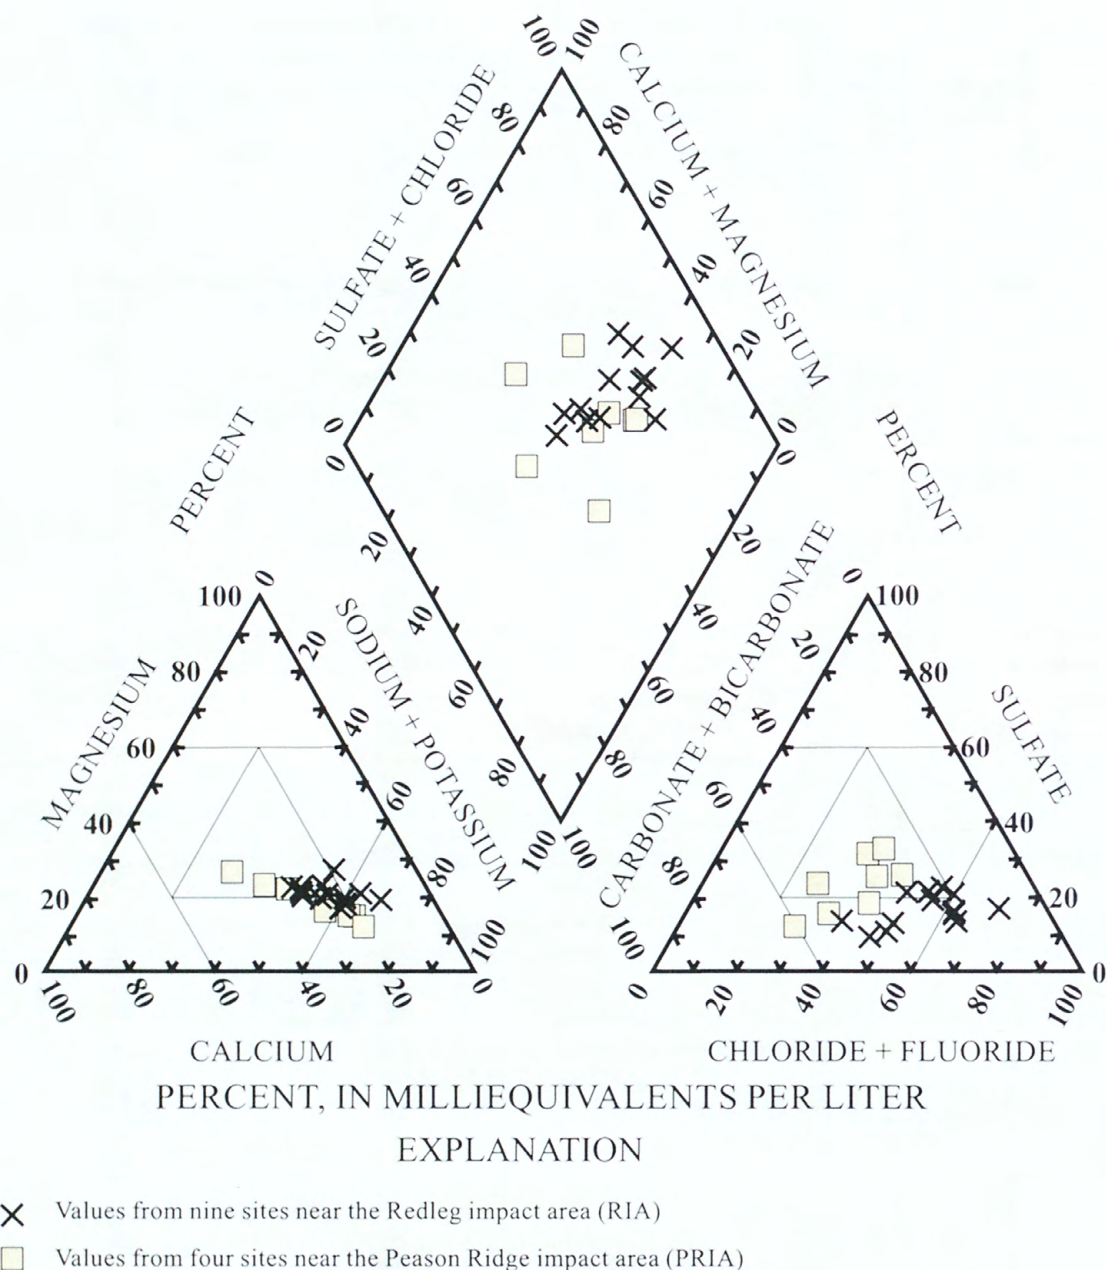 100 100
SULFATE + CHLORIDE
CALCIUM + MAGNESIUM
80 80
60 60
40 40
20 20
0 0
0 0
PERCENT
PERCENT
20 20
40 40
60 60
80 80
100 100
MAGNESIUM
SODIUM + POTASSIUM
CARBONATE + BICARBONATE
SULFATE
100 0
80 20
60 40
40 60
20 80
0 100
100 80 40 20 0
0 100
20 80
40 60
60 40
80 20
100 0
0 20 40 60 80 100
CALCIUM
CHLORIDE + FLUORIDE
PERCENT, IN MILLIEQUIVALENTS PER LITER
EXPLANATION
Values from nine sites near the Redleg impact area (RIA)
Values from four sites near the Peason Ridge impact area (PRIA)